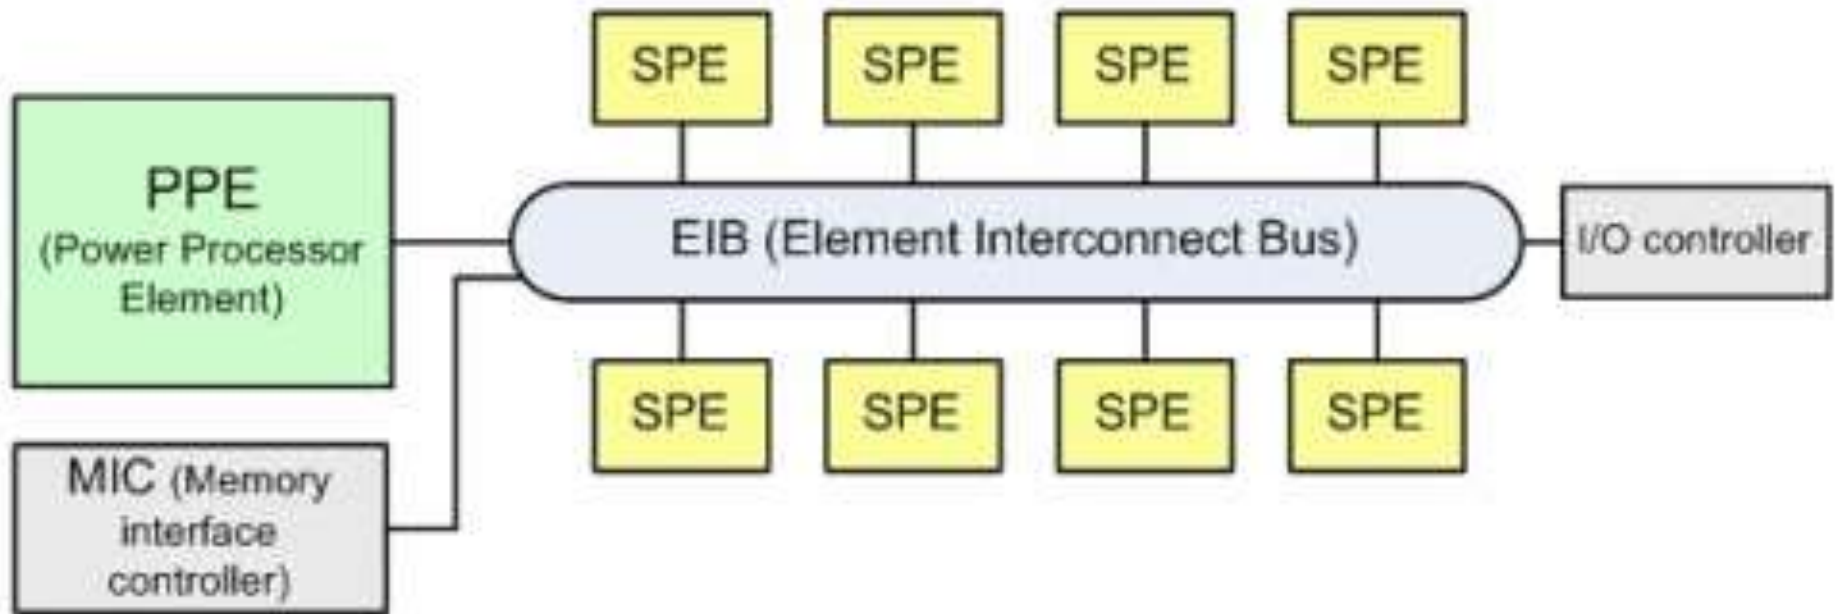 SPE SPE SPE SPE
PPE
(Power Processor
Element)
EIB (Element Interconnect Bus)
I/O controller
SPE SPE SPE SPE
MIC (Memory
interface
controller)